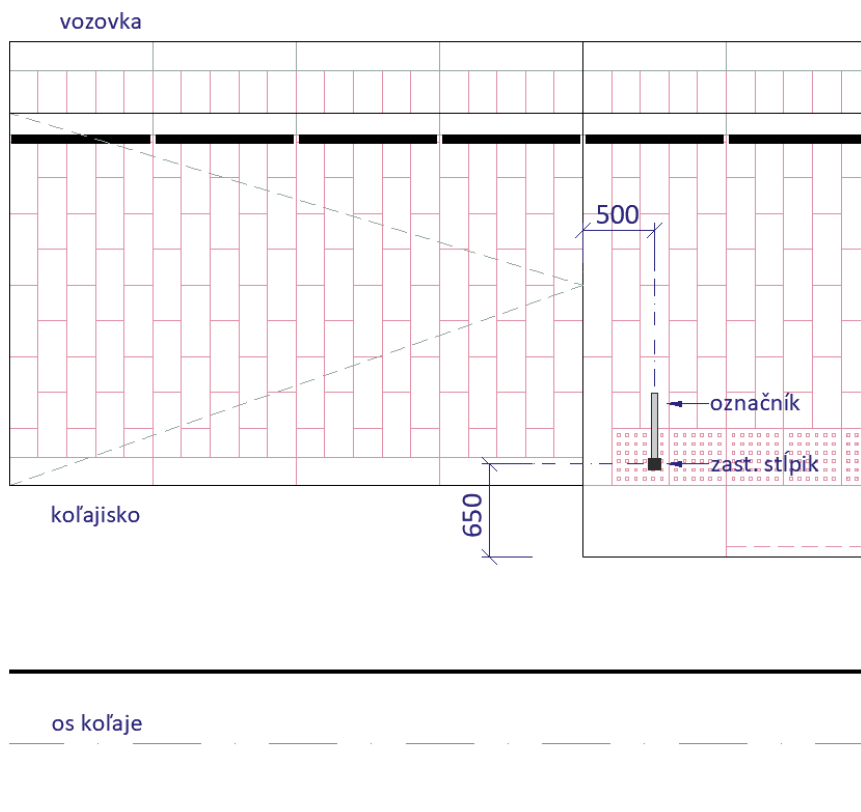 vozovka
500
označník
zast. stĺpik
koľajisko
650
os koľaje